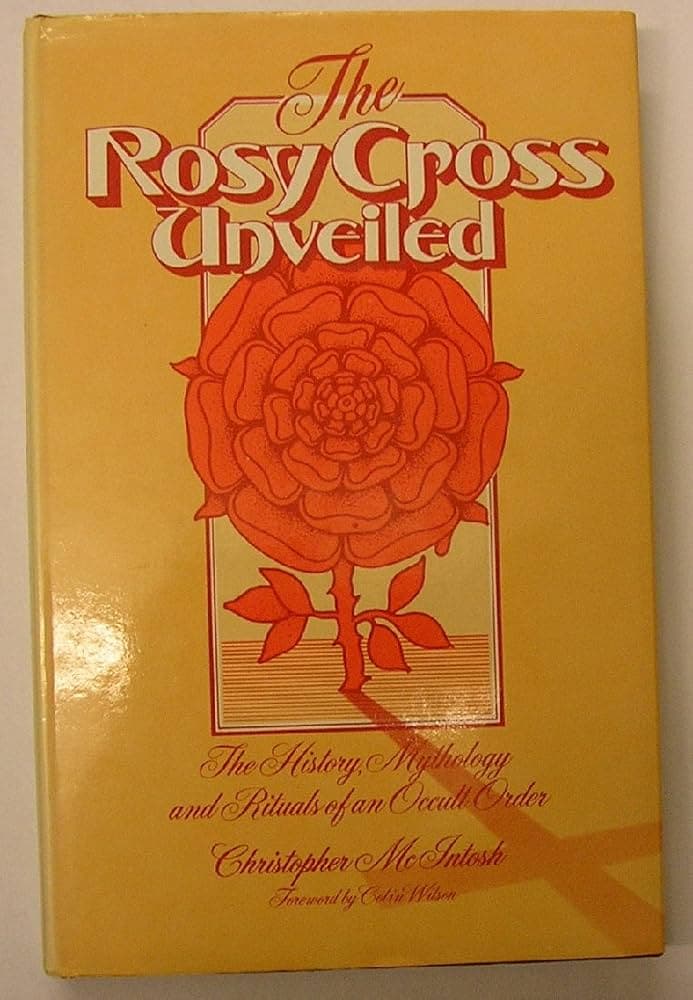 The
Rosy Cross
Unveiled
The History, Mythology
and Rituals of an Occult Order
Christopher McIntosh
Foreword by Colin Wilson